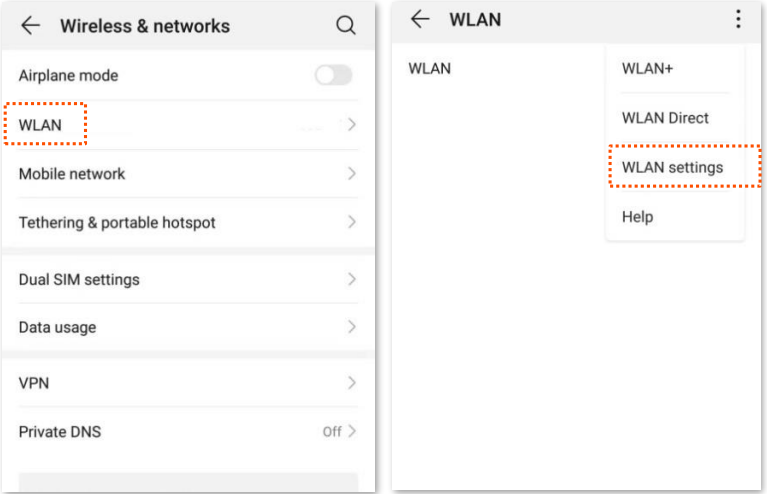 Wireless & networks
Airplane mode
WLAN
Mobile network
Tethering & portable hotspot
Dual SIM settings
Data usage
VPN
Private DNS Off
WLAN
WLAN
WLAN+
WLAN Direct
WLAN settings
Help